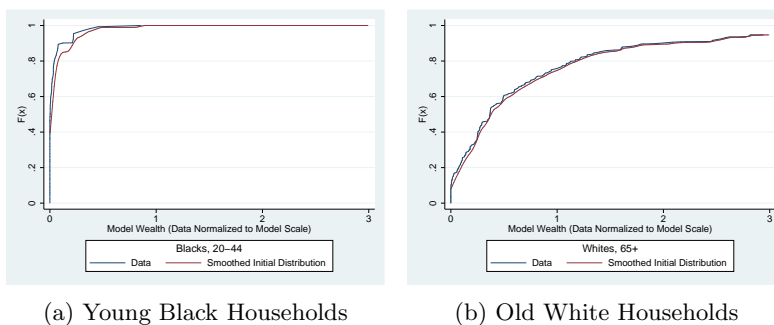 F(x)
1
.8
.6
.4
.2
0
0 1 2 3
Model Wealth (Data Normalized to Model Scale)
Blacks, 20−44
Data Smoothed Initial Distribution
(a) Young Black Households
F(x)
1
.8
.6
.4
.2
0
0 1 2 3
Model Wealth (Data Normalized to Model Scale)
Whites, 65+
Data Smoothed Initial Distribution
(b) Old White Households